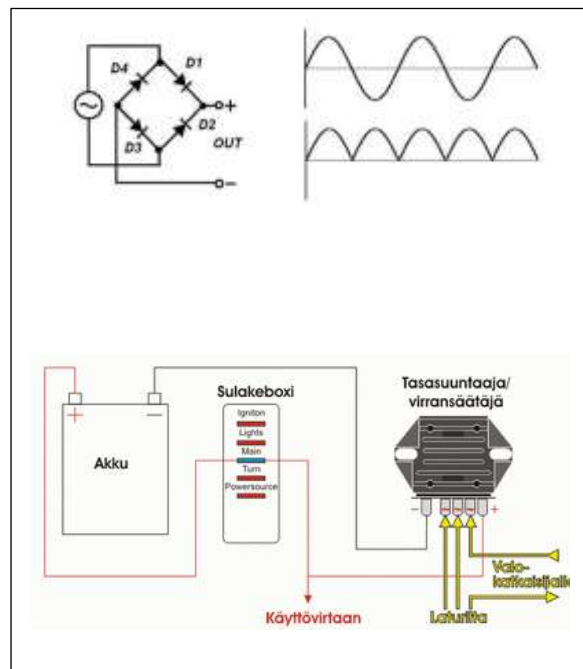 D4
D1
+
D3
D2
OUT
−
Tasasuuntaaja/
virransäätäjä
Sulakeboxi
Igniton
Lights
Main
Turn
Powersource
+
−
Akku
−
+
Valo-
katkaisijalle
Käyttövirtaan
Laturilta